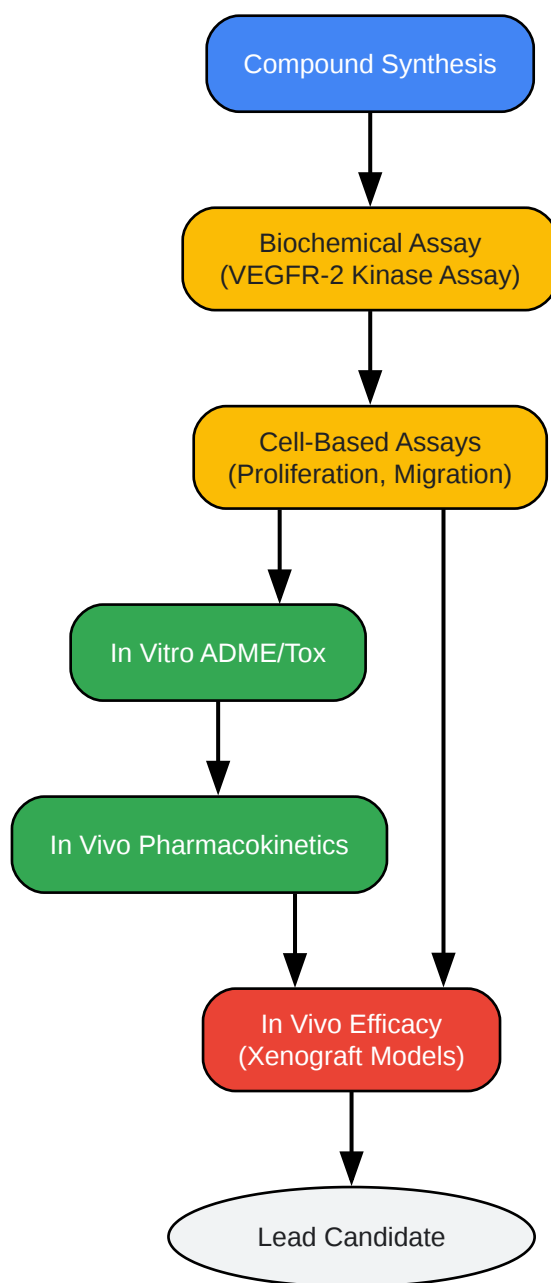 Compound Synthesis
Biochemical Assay
(VEGFR-2 Kinase Assay)
Cell-Based Assays
(Proliferation, Migration)
In Vitro ADME/Tox
In Vivo Pharmacokinetics
In Vivo Efficacy
(Xenograft Models)
Lead Candidate